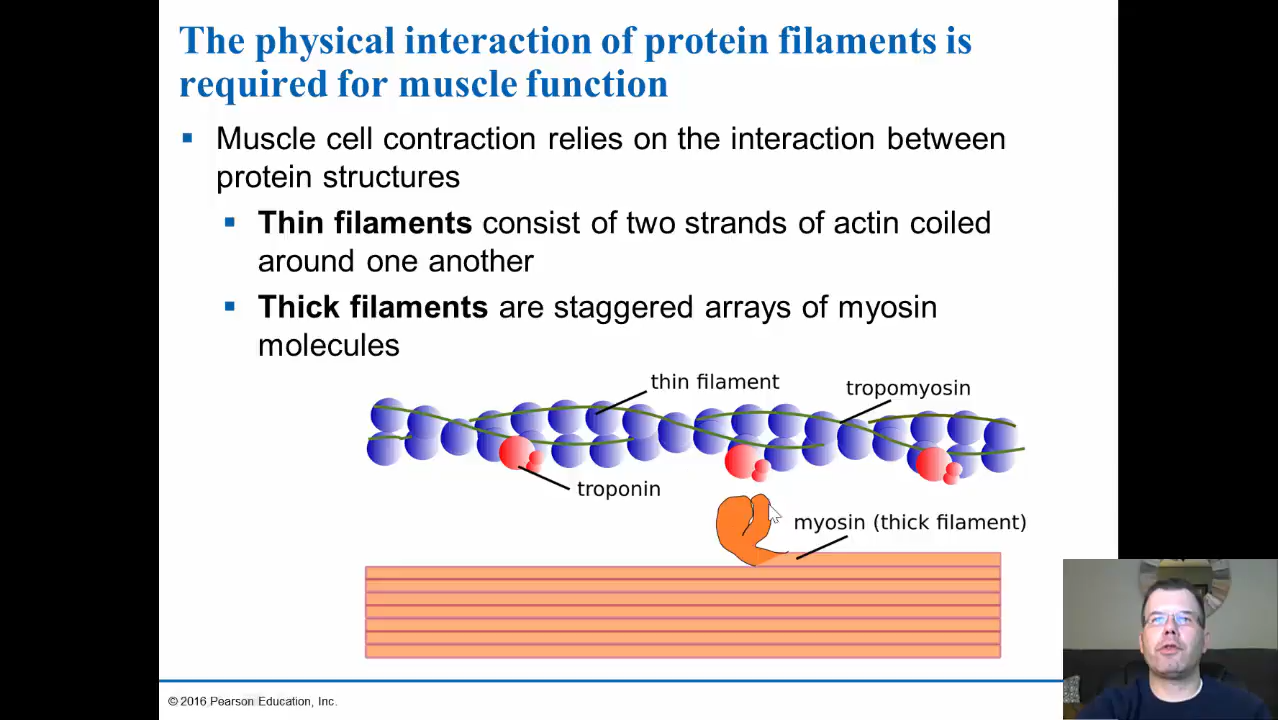 The physical interaction of protein filaments is
required for muscle function
Muscle cell contraction relies on the interaction between
protein structures
Thin filaments consist of two strands of actin coiled
around one another
Thick filaments are staggered arrays of myosin
molecules
thin filament
tropomyosin
troponin
myosin (thick filament)
© 2016 Pearson Education, Inc.